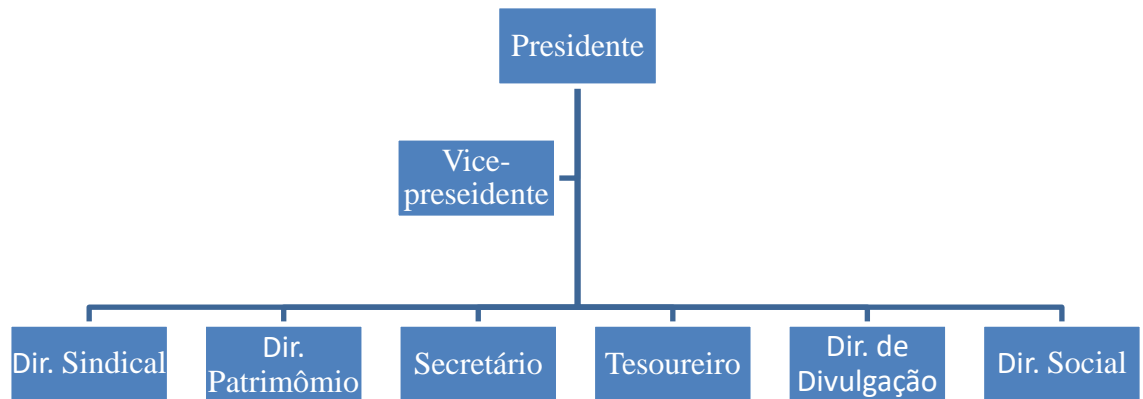 Presidente
Vice-
preseidente
Dir. Sindical
Dir.
Patrimômio
Secretário
Tesoureiro
Dir. de
Divulgação
Dir. Social